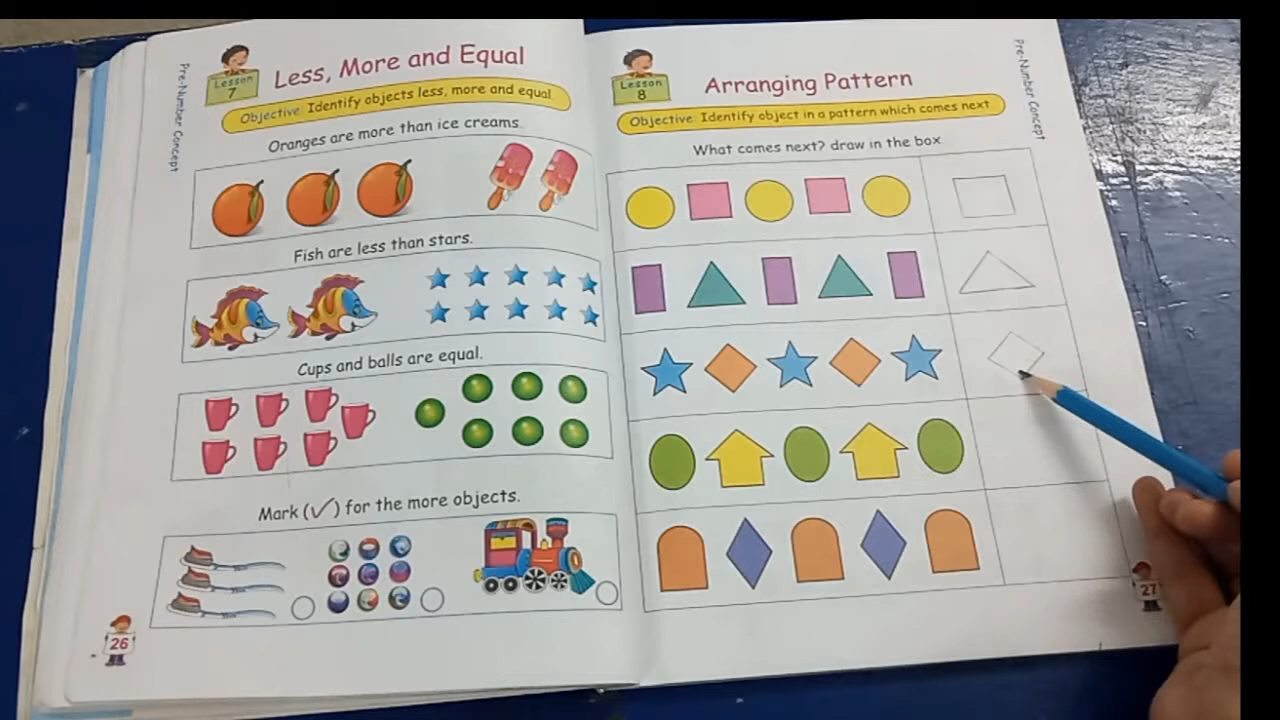 Pre-Number Concept
Lesson
7
Less, More and Equal
Objective: Identify objects less, more and equal.
Oranges are more than ice creams.
Fish are less than stars.
Cups and balls are equal.
Mark (✓) for the more objects.
26
Lesson
8
Arranging Pattern
Pre-Number Concept
Objective: Identify object in a pattern which comes next
What comes next? draw in the box
27